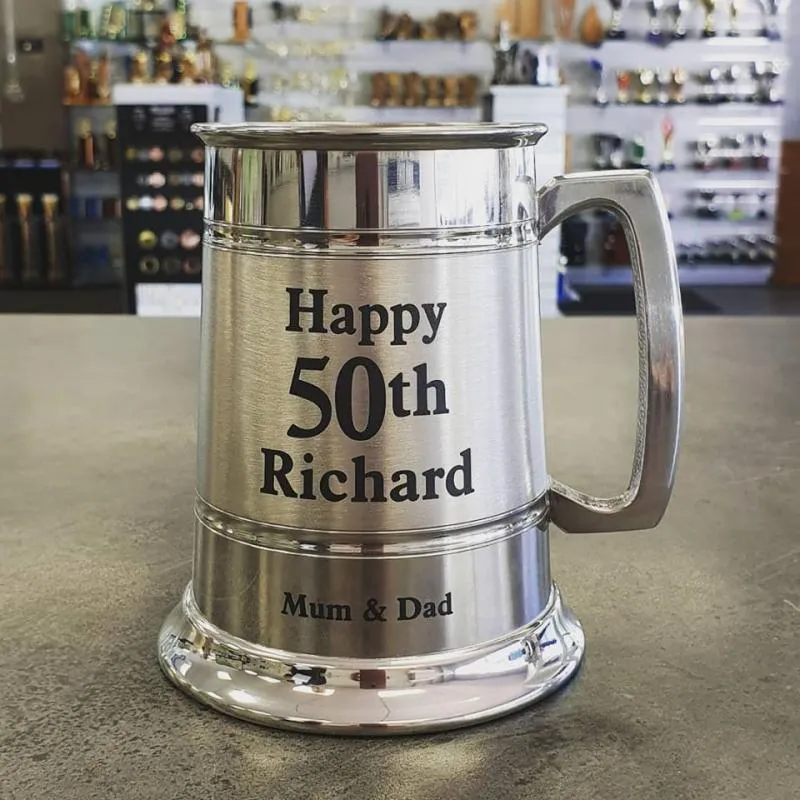 Happy
50th
Richard
Mum & Dad